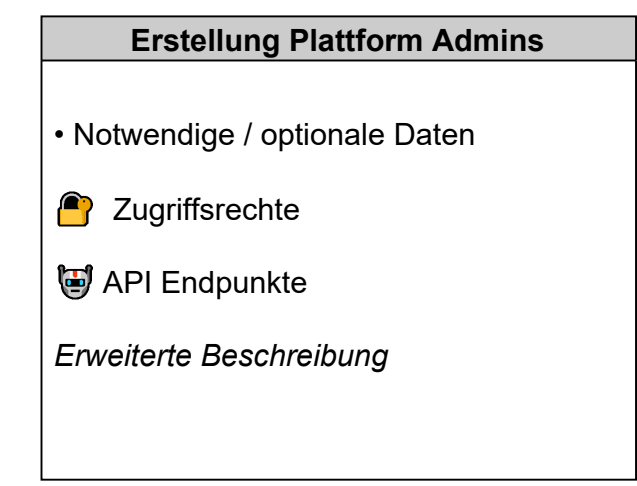 Erstellung Plattform Admins
• Notwendige / optionale Daten
Zugriffsrechte
API Endpunkte
Erweiterte Beschreibung